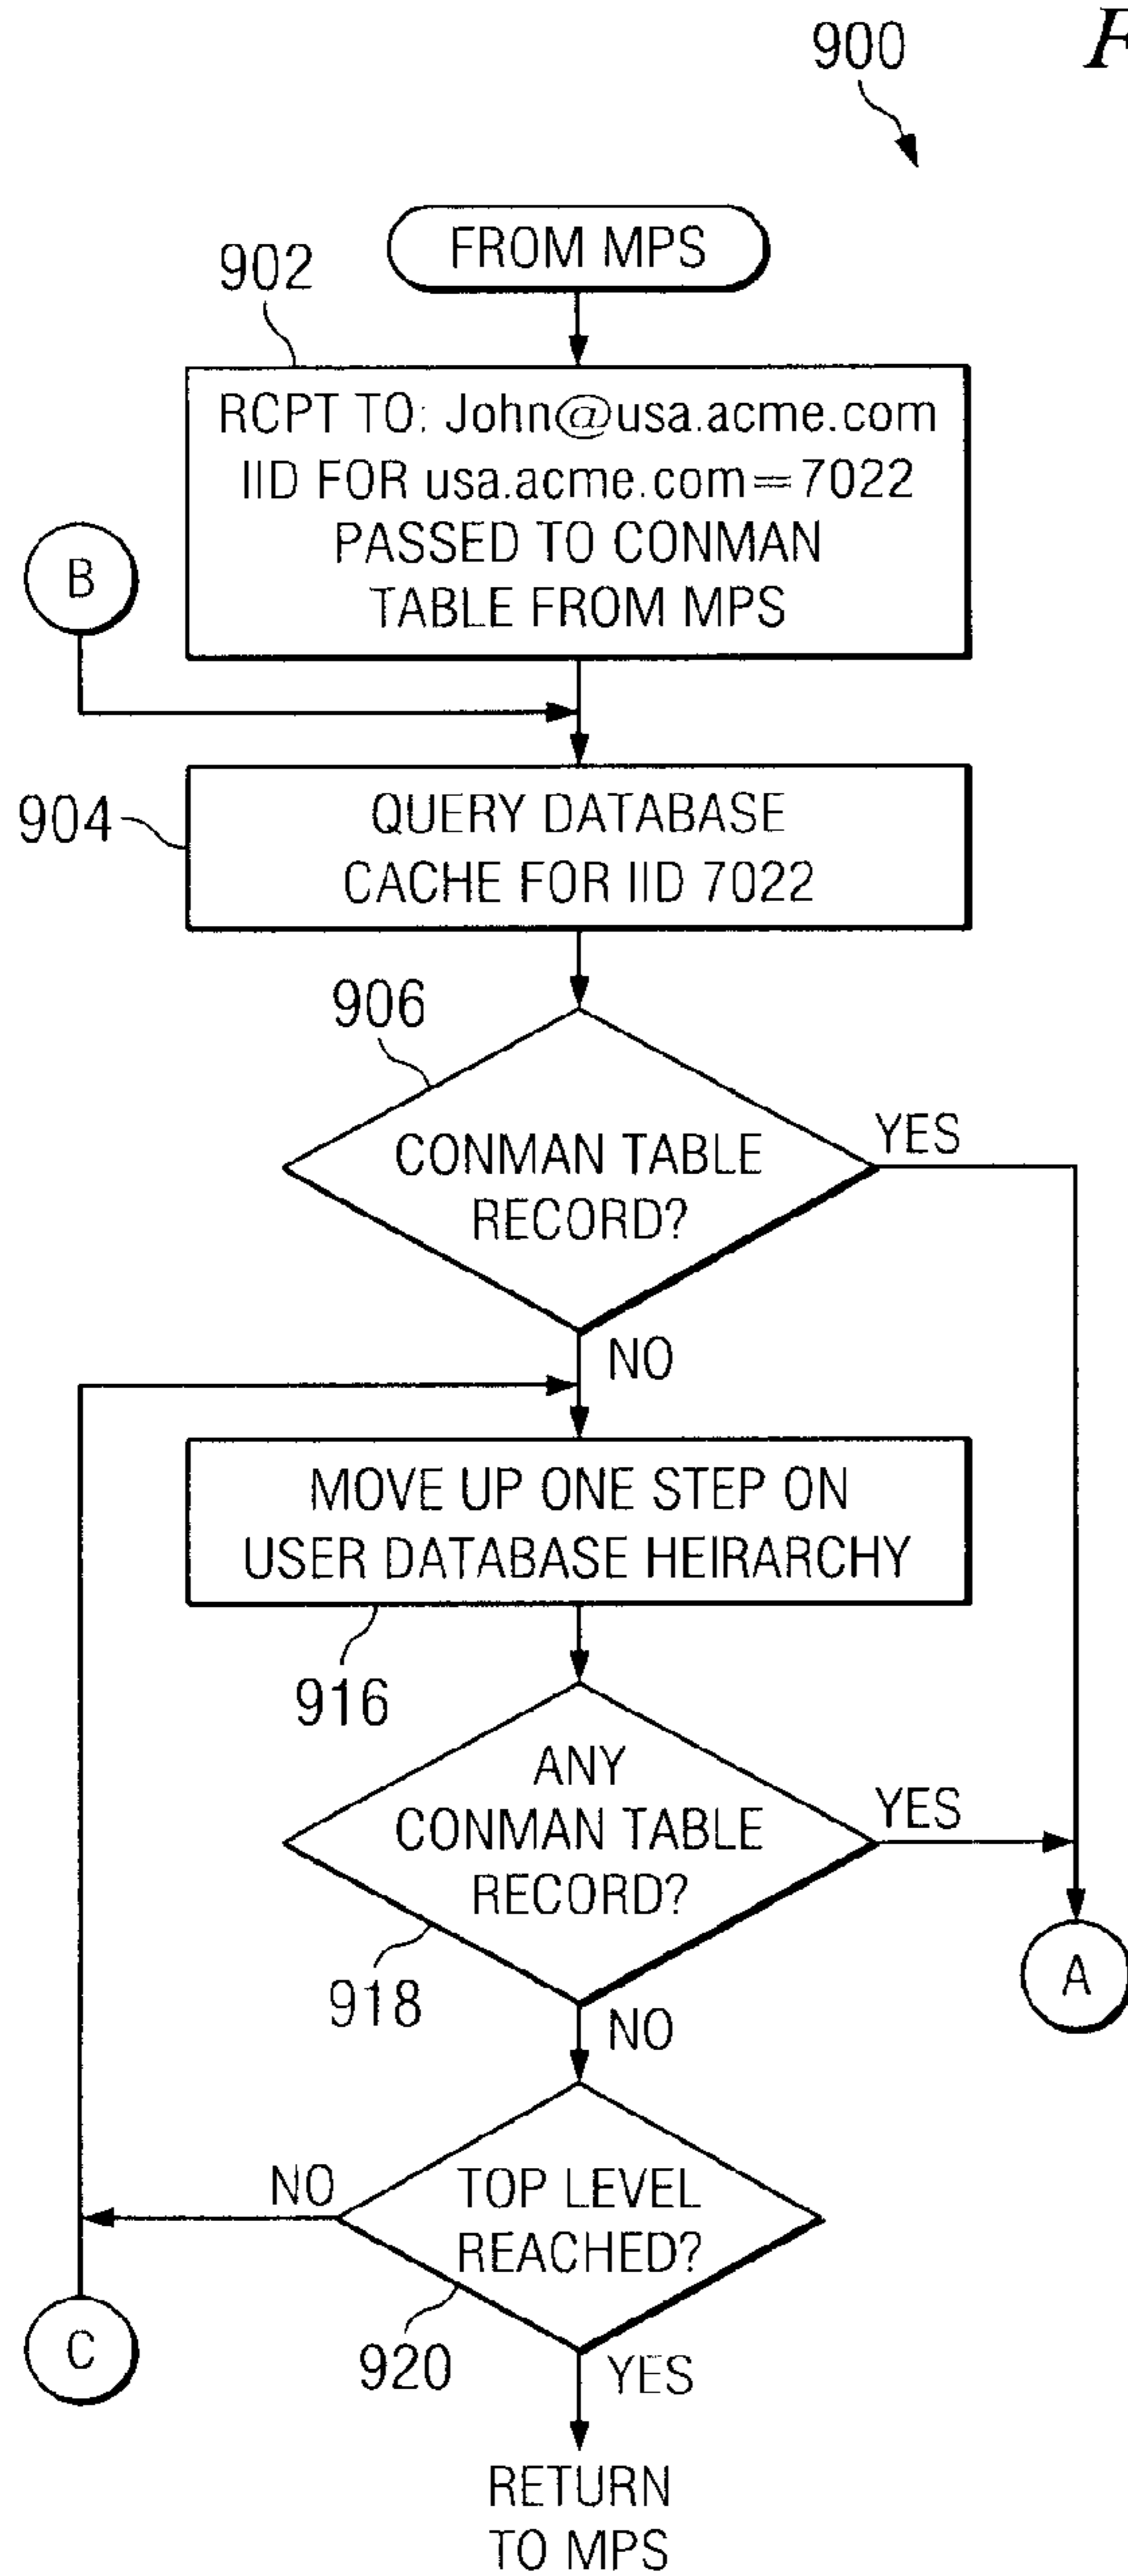 900
F
FROM MPS
902
RCPT TO: John@usa.acme.com
IID FOR usa.acme.com=7022
PASSED TO CONMAN
TABLE FROM MPS
B
904
QUERY DATABASE
CACHE FOR IID 7022
906
CONMAN TABLE
RECORD?
YES
NO
MOVE UP ONE STEP ON
USER DATABASE HEIRARCHY
916
ANY
CONMAN TABLE
RECORD?
YES
918
A
NO
NO
TOP LEVEL
REACHED?
C
920
YES
RETURN
TO MPS